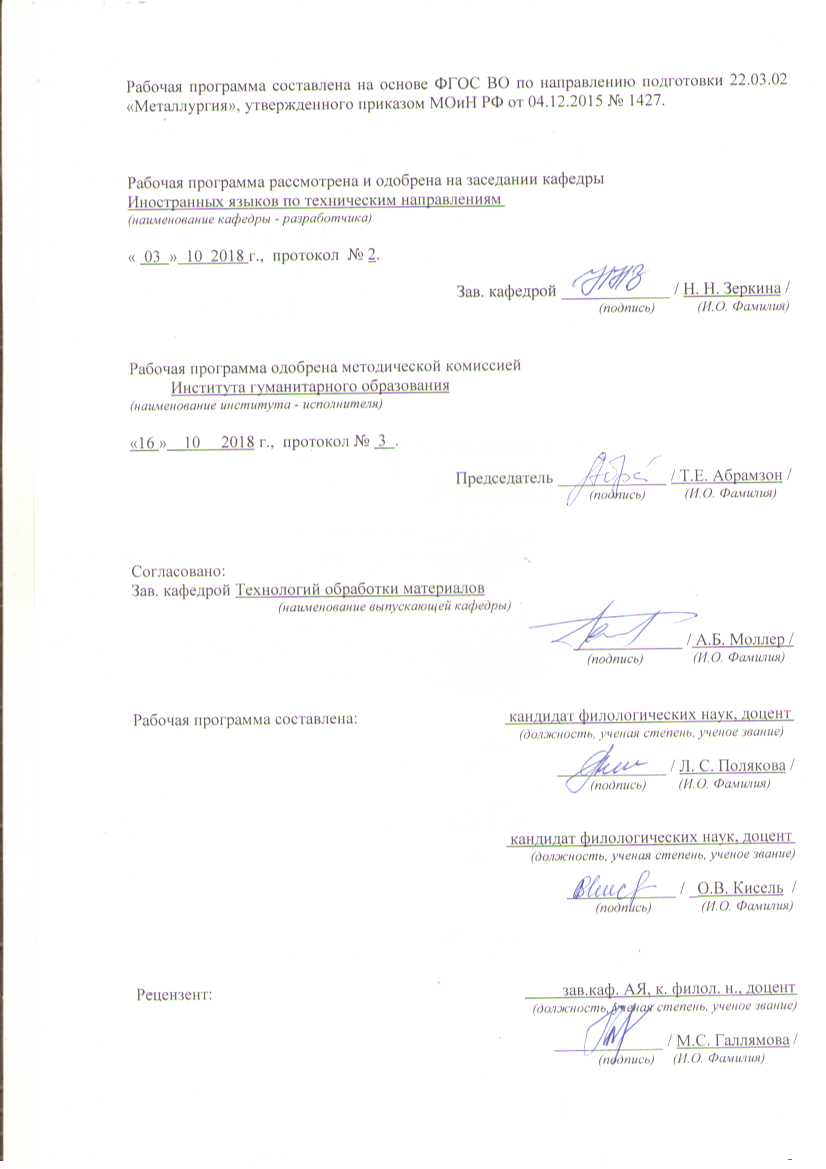 Рабочая программа составлена на основе ФГОС ВО по направлению подготовки 22.03.02
«Металлургия», утвержденного приказом МОиН РФ от 04.12.2015 № 1427.
Рабочая программа рассмотрена и одобрена на заседании кафедры
Иностранных языков по техническим направлениям
(наименование кафедры - разработчика)
« 03 » 10 2018 г., протокол № 2.
Зав. кафедрой ____________ / Н. Н. Зеркина /
(подпись) (И.О. Фамилия)
Рабочая программа одобрена методической комиссией
Института гуманитарного образования
(наименование института - исполнителя)
«16 » 10 2018 г., протокол № 3 .
Председатель ____________ / Т.Е. Абрамзон /
(подпись) (И.О. Фамилия)
Согласовано:
Зав. кафедрой Технологий обработки материалов
(наименование выпускающей кафедры)
____________ / А.Б. Моллер /
(подпись) (И.О. Фамилия)
Рабочая программа составлена: кандидат филологических наук, доцент
(должность, ученая степень, ученое звание)
____________ / Л. С. Полякова /
(подпись) (И.О. Фамилия)
кандидат филологических наук, доцент
(должность, ученая степень, ученое звание)
____________ / О.В. Кисель /
(подпись) (И.О. Фамилия)
Рецензент: зав.каф. АЯ, к. филол. н., доцент
(должность, ученая степень, ученое звание)
____________ / М.С. Галлямова /
(подпись) (И.О. Фамилия)